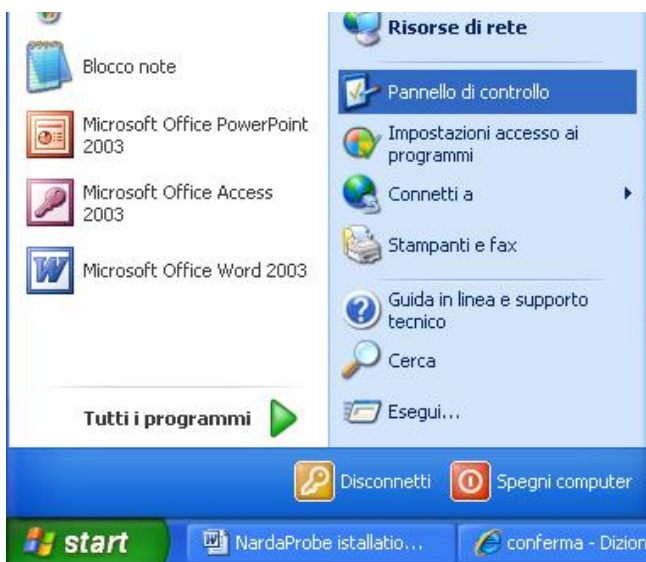 Blocco note
Microsoft Office PowerPoint
2003
Microsoft Office Access
2003
Microsoft Office Word 2003
Tutti i programmi
Risorse di rete
Pannello di controllo
Impostazioni accesso ai
programmi
Connetti a
Stampanti e fax
Guida in linea e supporto
tecnico
Cerca
Esegui...
Disconnetti
Spegni computer
start
NardaProbe istallatio...
conferma - Dizion